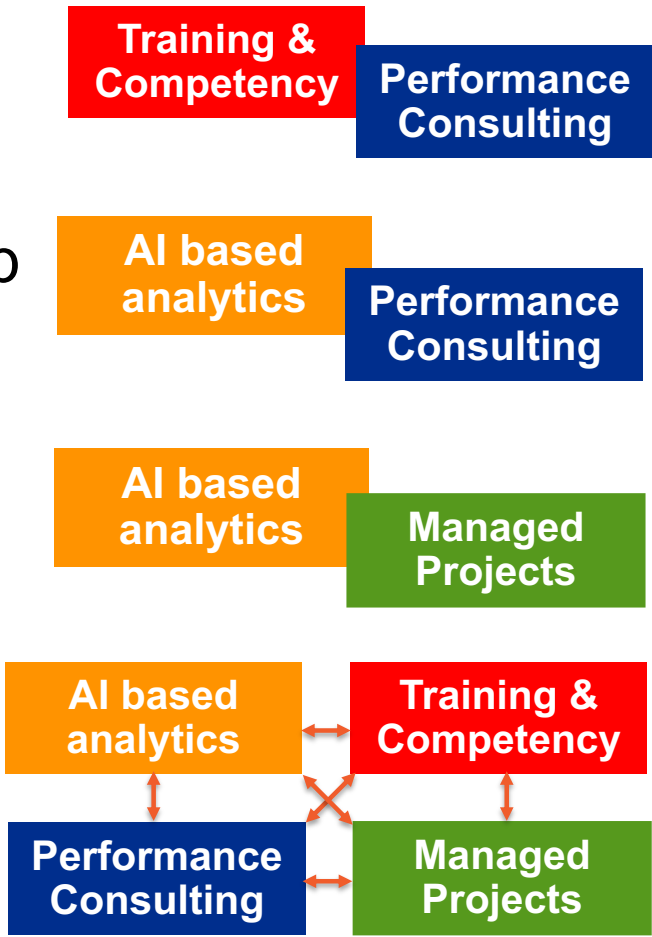 Training &
Competency
Performance
Consulting
AI based
analytics
Performance
Consulting
AI based
analytics
Managed
Projects
AI based
analytics
Training &
Competency
Performance
Consulting
Managed
Projects